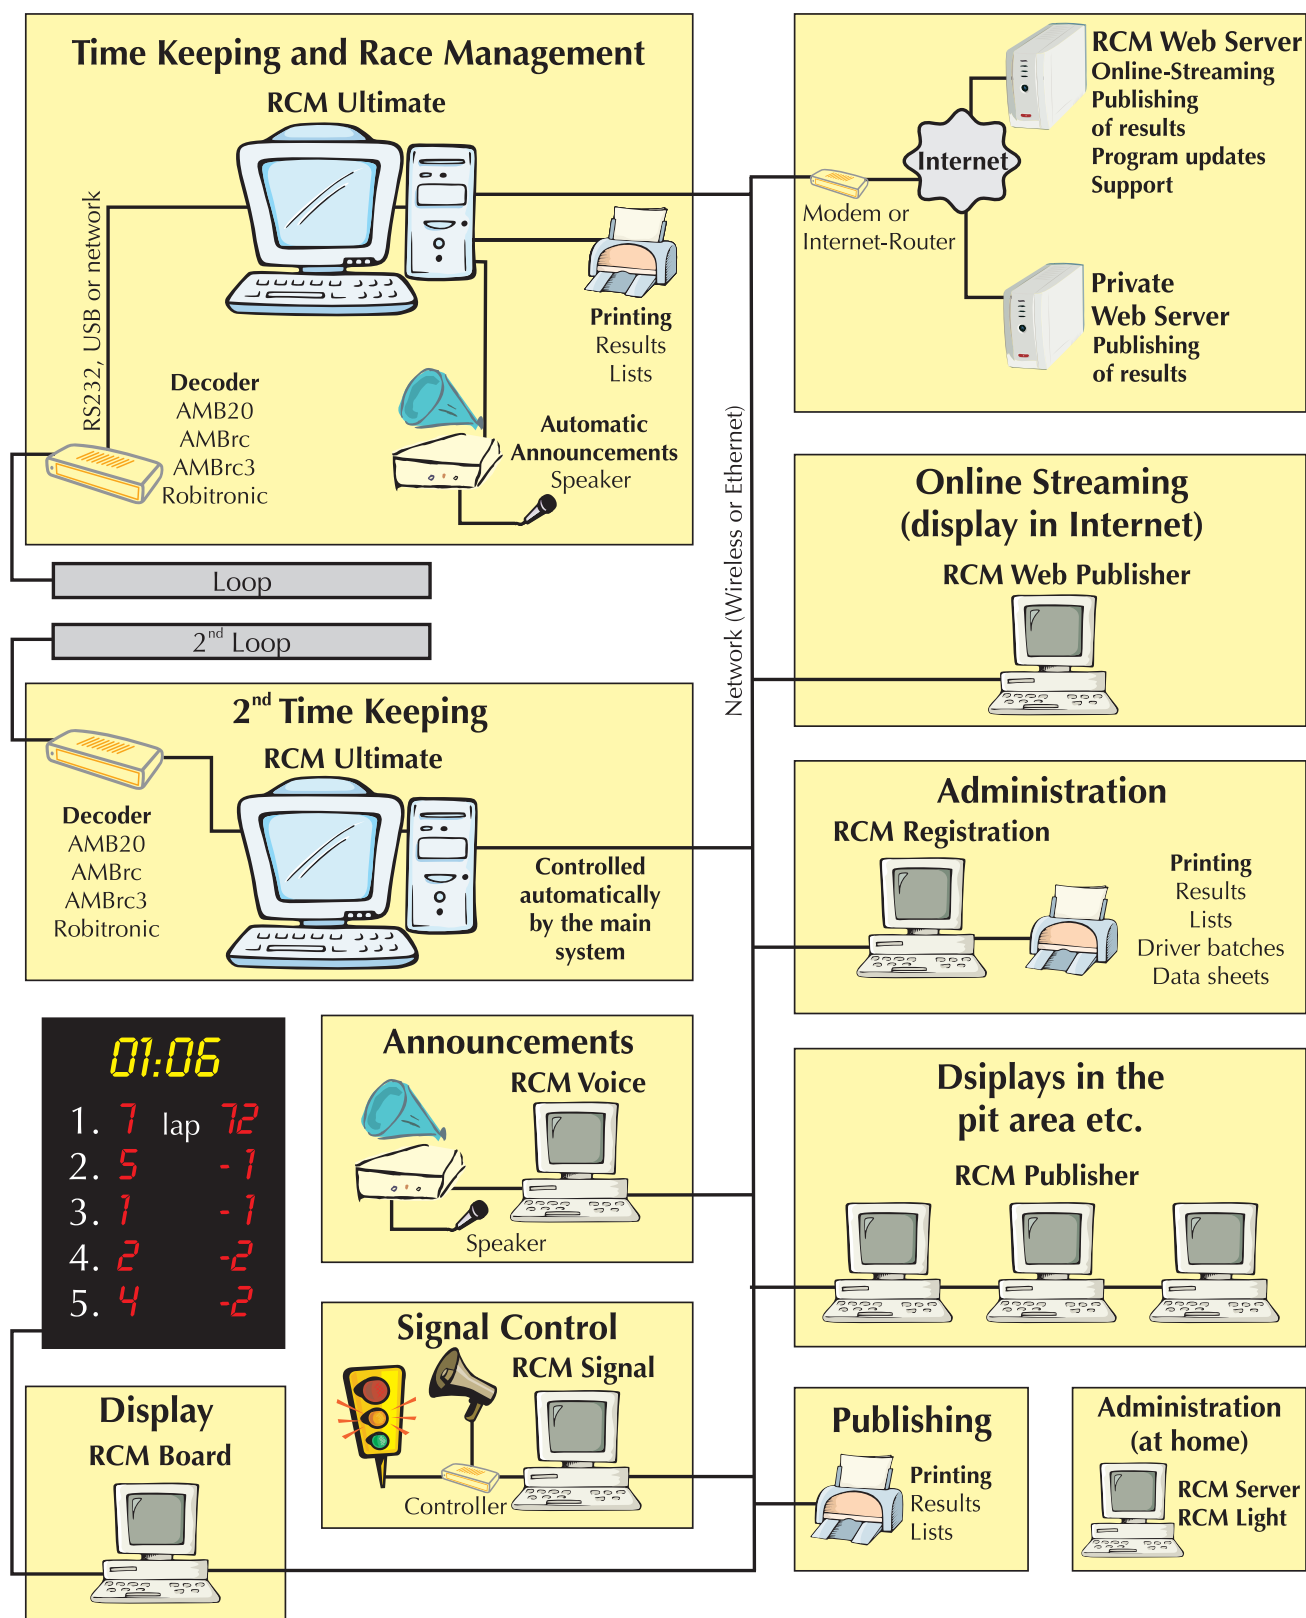 Time Keeping and Race Management
RCM Ultimate
RS232, USB or network
Decoder
AMB20
AMBrc
AMBrc3
Robitronic
Printing
Results
Lists
Automatic
Announcements
Speaker
Loop
2nd Loop
2nd Time Keeping
RCM Ultimate
Decoder
AMB20
AMBrc
AMBrc3
Robitronic
Controlled
automatically
by the main
system
01:06
1. 7 lap 72
2. 5 -1
3. 1 -1
4. 2 -2
5. 4 -2
Display
RCM Board
Announcements
RCM Voice
Speaker
Signal Control
RCM Signal
Controller
Network (Wireless or Ethernet)
RCM Web Server
Online-Streaming
Publishing
of results
Program updates
Support
Internet
Modem or
Internet-Router
Private
Web Server
Publishing
of results
Online Streaming
(display in Internet)
RCM Web Publisher
Administration
RCM Registration
Printing
Results
Lists
Driver batches
Data sheets
Dsiplays in the
pit area etc.
RCM Publisher
Publishing
Printing
Results
Lists
Administration
(at home)
RCM Server
RCM Light